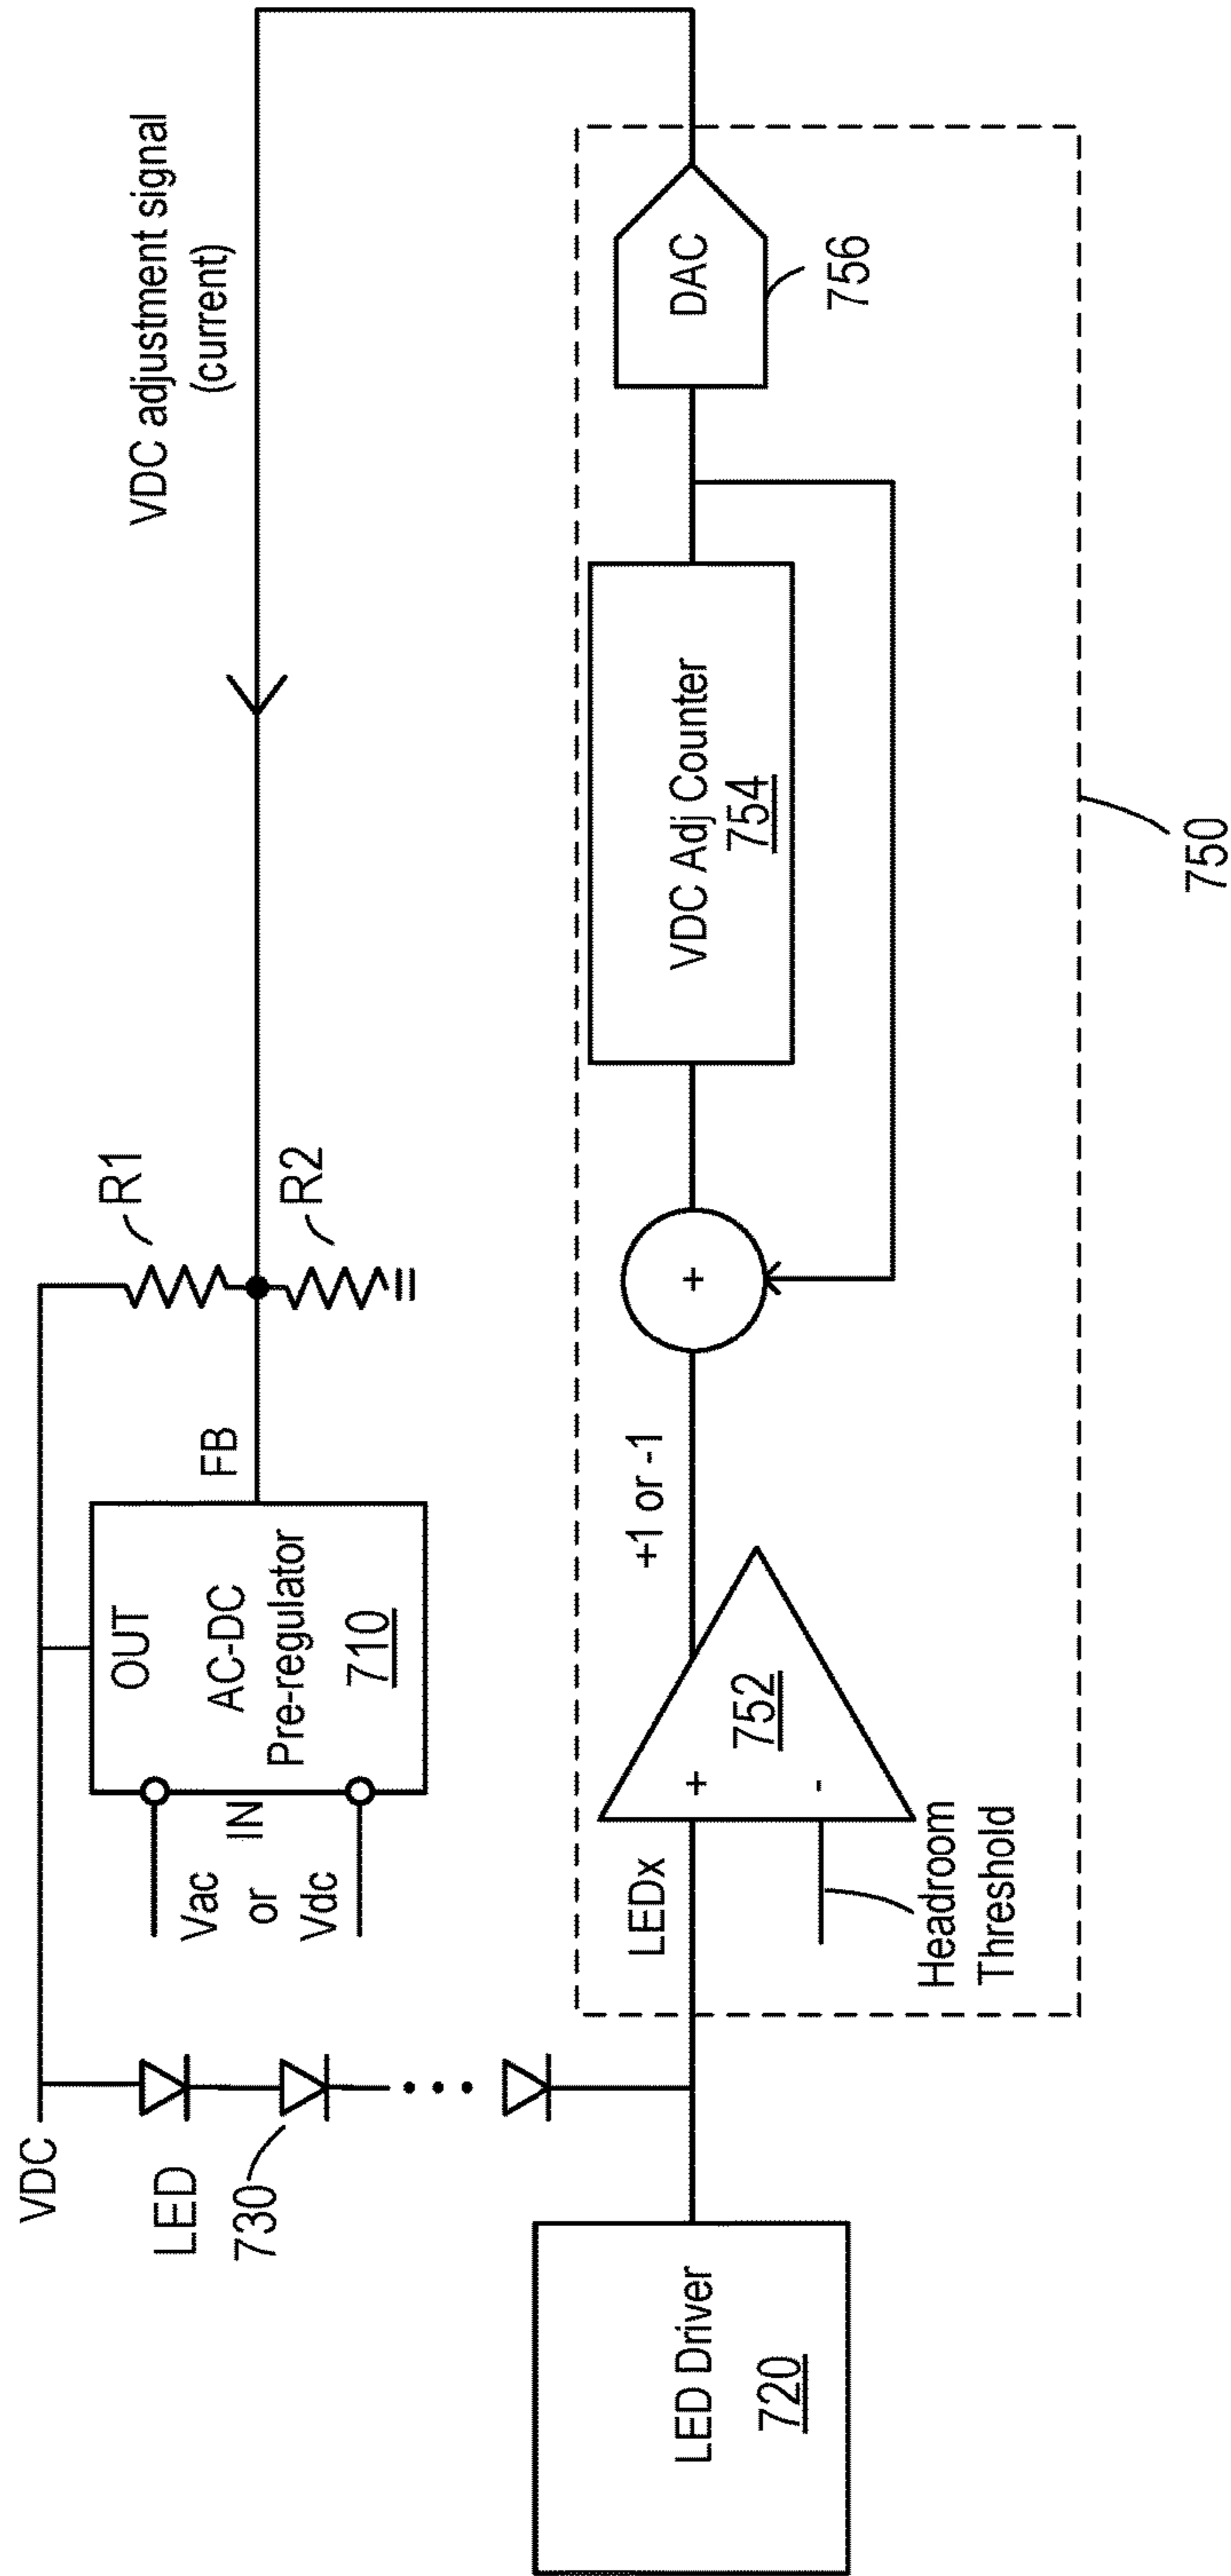 VDC adjustment signal
(current)
R1
R2
FB
OUT
AC-DC
Pre-regulator
710
IN
Vac
or
Vdc
VDC
LED
730
LED Driver
720
LEDx
+
-
752
Headroom
Threshold
+1 or -1
+
VDC Adj Counter
754
DAC
756
750